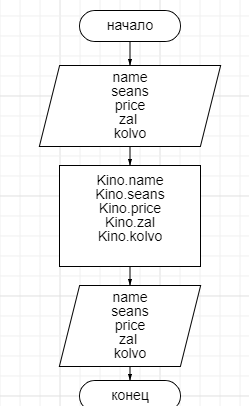 начало
name
seans
price
zal
kolvo
Kino.name
Kino.seans
Kino.price
Kino.zal
Kino.kolvo
name
seans
price
zal
kolvo
конец